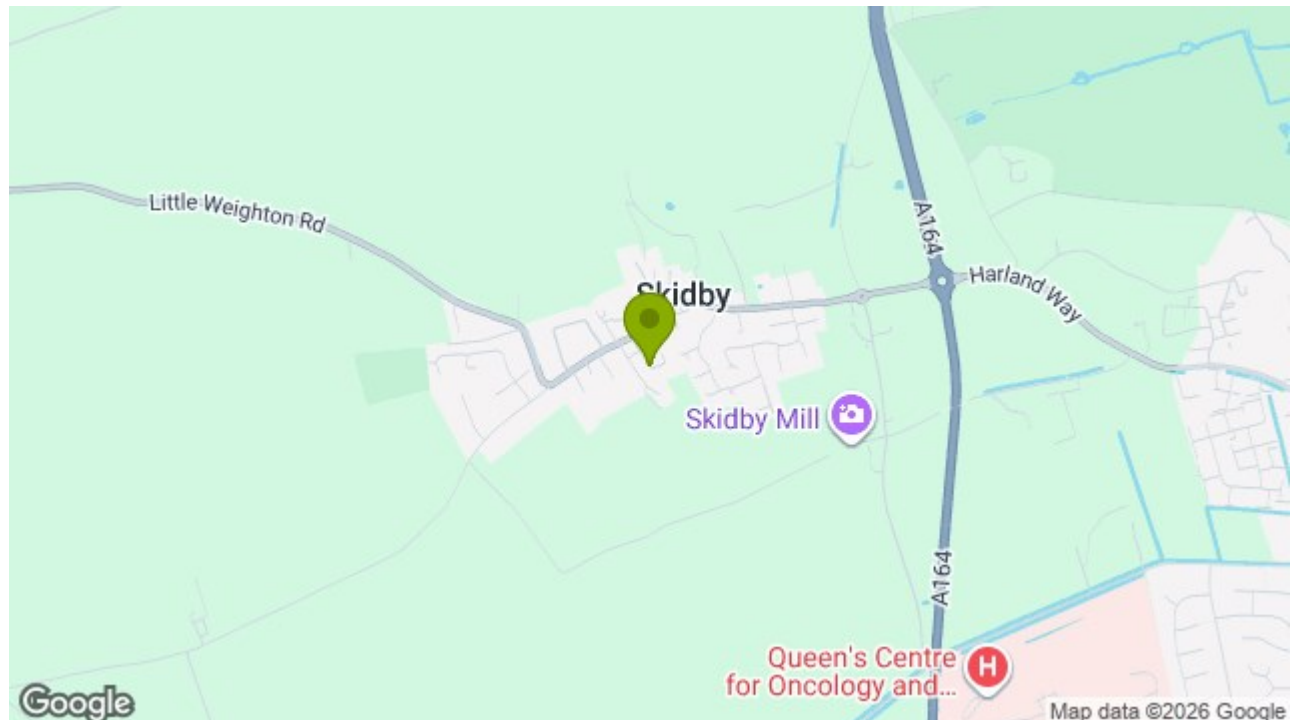 Little Weighton Rd
A164
Skidby
Harland Way
Skidby Mill
A164
Queen's Centre
for Oncology and...
H
Google
Map data ©2026 Google